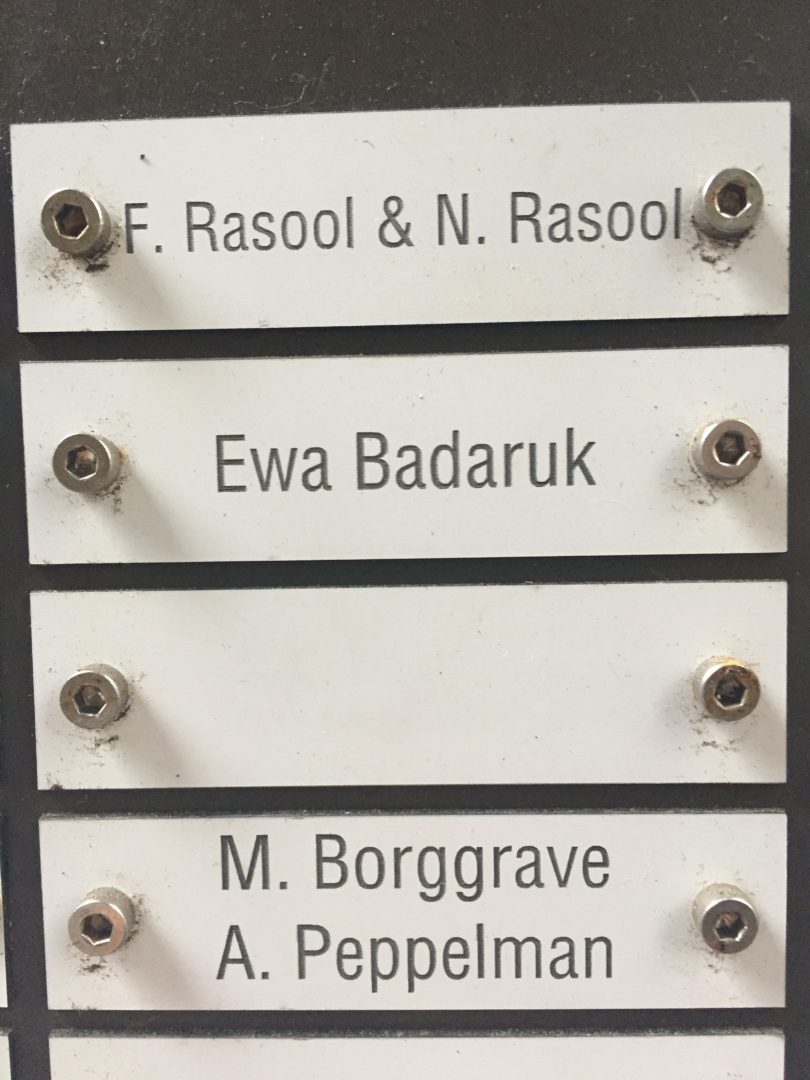 F. Rasool & N. Rasool
Ewa Badaruk
M. Borggrave
A. Peppelman